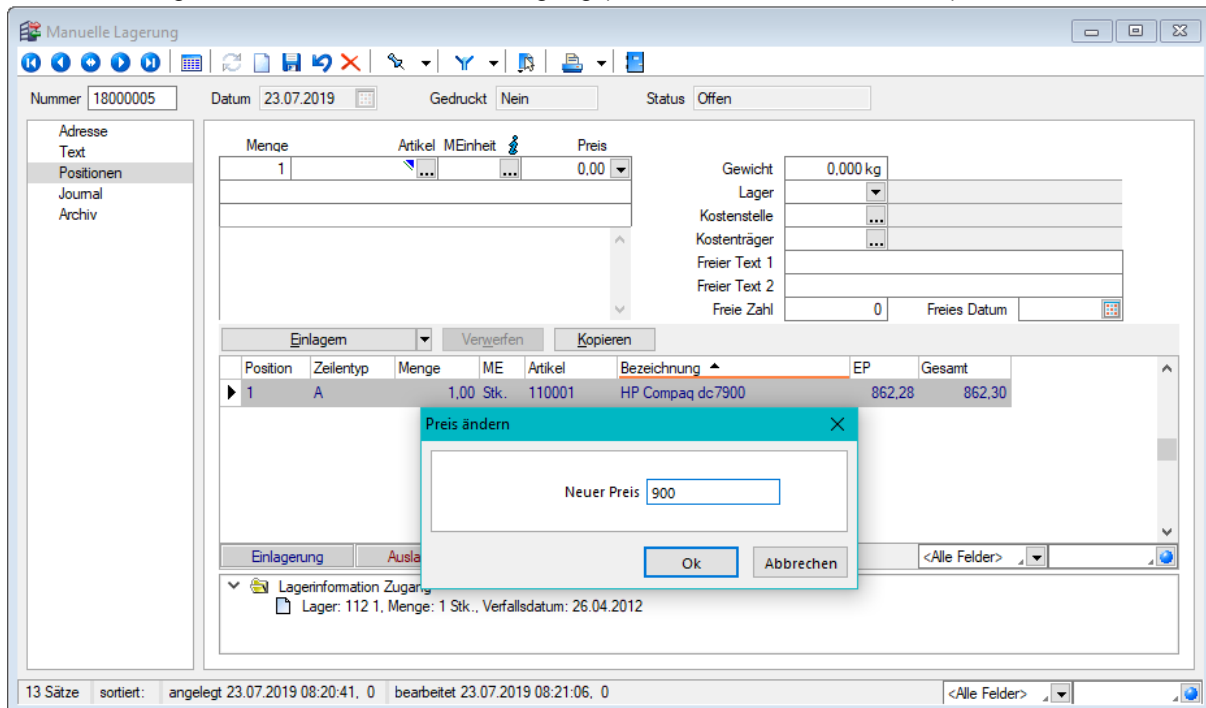 Manuelle Lagerung
Nummer 18000005 Datum 23.07.2019 Gedruckt Nein Status Offen
Adresse
Text
Positionen
Journal
Archiv
Menge Artikel MEinheit Preis
1 ... ... 0,00
Gewicht 0,000 kg
Lager
Kostenstelle ...
Kostenträger ...
Freier Text 1
Freier Text 2
Freie Zahl 0 Freies Datum
Einlagern Verwerfen Kopieren
Position Zeilentyp Menge ME Artikel Bezeichnung EP Gesamt
1 A 1,00 Stk. 110001 HP Compaq dc7900 862,28 862,30
Preis ändern
Neuer Preis 900
Ok Abbrechen
Einlagerung Ausla <Alle Felder>
Lagerinformation Zugang
Lager: 112 1, Menge: 1 Stk., Verfallsdatum: 26.04.2012
13 Sätze sortiert: angelegt 23.07.2019 08:20:41, 0 bearbeitet 23.07.2019 08:21:06, 0 <Alle Felder>